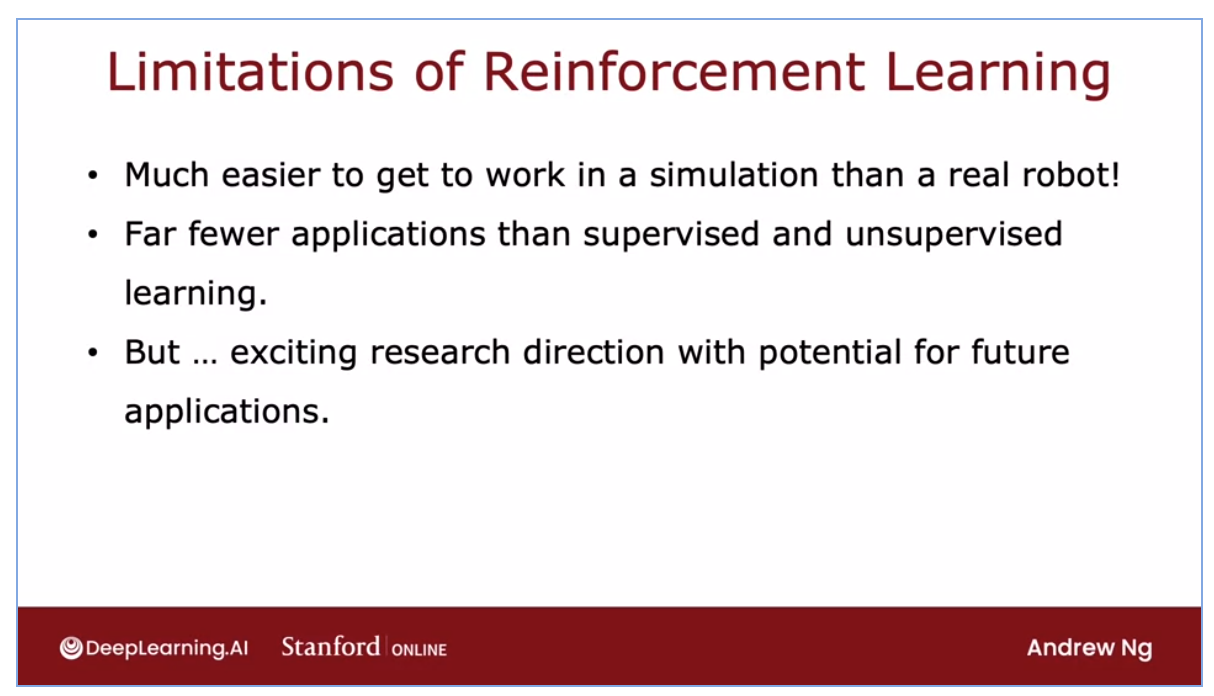 Limitations of Reinforcement Learning
• Much easier to get to work in a simulation than a real robot!
• Far fewer applications than supervised and unsupervised
learning.
• But … exciting research direction with potential for future
applications.
DeepLearning.AI Stanford ONLINE Andrew Ng